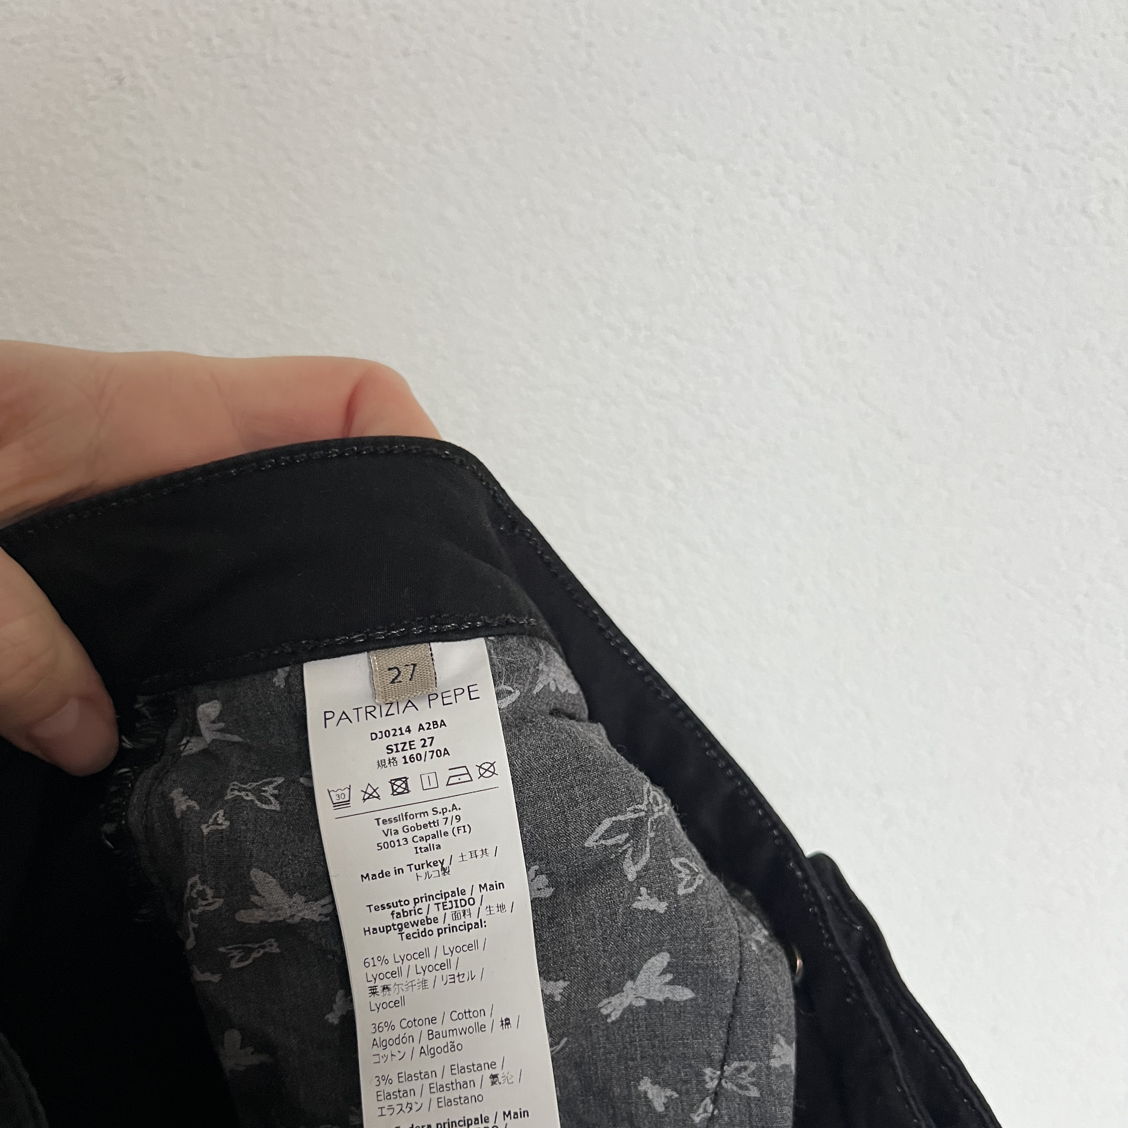 27
PATRIZIA PEPE
DJ0214 A2BA
SIZE 27
规格 160/70A
30
Tessilform S.p.A.
Via Gobetti 7/9
50013 Capalle (FI)
Italia
Made in Turkey / 土耳其 /
トルコ製
Tessuto principale / Main
fabric / TEJIDO /
Hauptgewebe / 面料 / 生地 /
Tecido principal:
61% Lyocell / Lyocell /
Lyocell / Lyocell /
莱赛尔纤维 / リヨセル /
Lyocell
36% Cotone / Cotton /
Algodón / Baumwolle / 棉 /
コットン / Algodão
3% Elastan / Elastane /
Elastan / Elasthan / 氨纶 /
エラスタン / Elastano
principale / Main